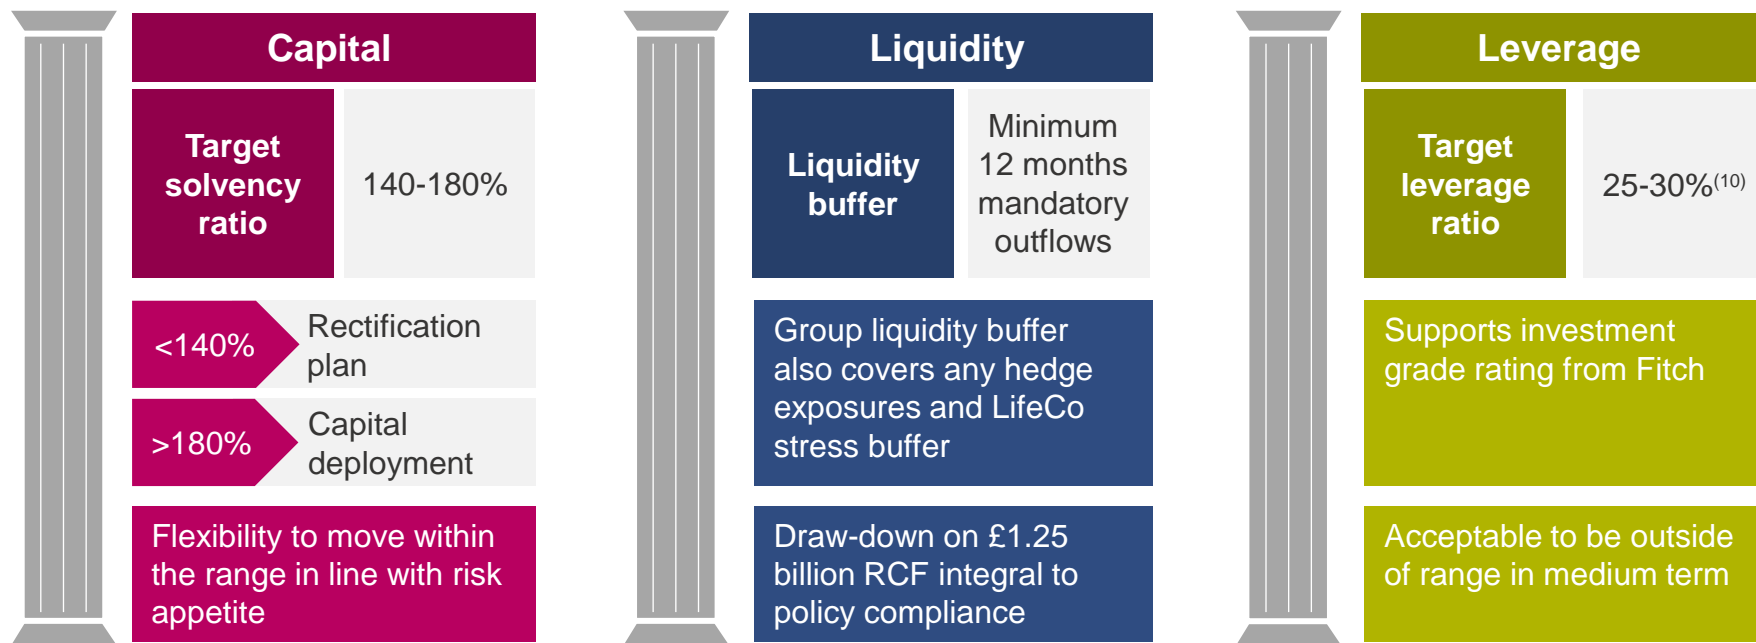 Capital
Target
solvency
ratio
140-180%
<140%
Rectification
plan
>180%
Capital
deployment
Flexibility to move within
the range in line with risk
appetite
Liquidity
Liquidity
buffer
Minimum
12 months
mandatory
outflows
Group liquidity buffer
also covers any hedge
exposures and LifeCo
stress buffer
Draw-down on £1.25
billion RCF integral to
policy compliance
Leverage
Target
leverage
ratio
25-30%(10)
Supports investment
grade rating from Fitch
Acceptable to be outside
of range in medium term